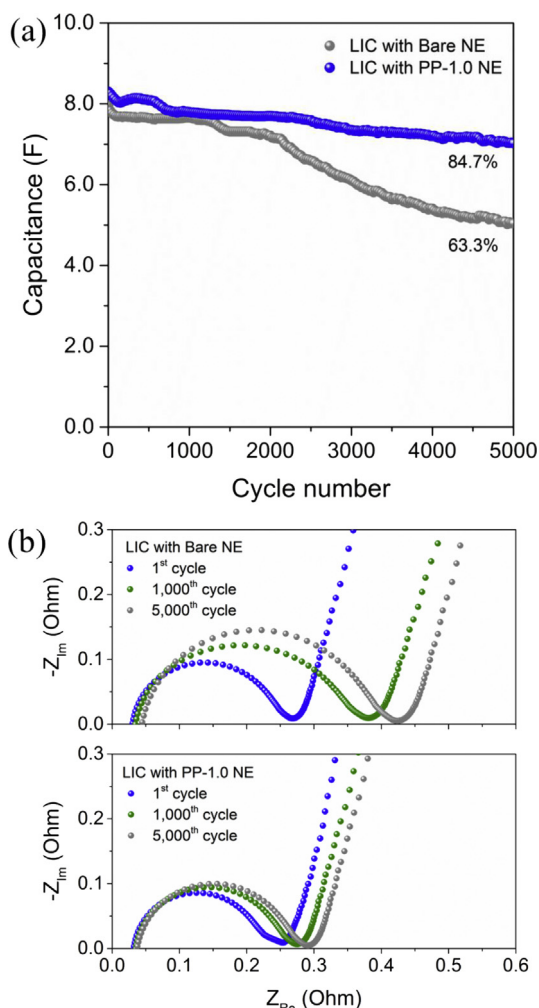 (a)
10.0
8.0
6.0
4.0
2.0
0.0
Capacitance (F)
LIC with Bare NE
LIC with PP-1.0 NE
84.7%
63.3%
0 1000 2000 3000 4000 5000
Cycle number
(b)
0.3
0.2
0.1
0.0
-Z_Im (Ohm)
LIC with Bare NE
1st cycle
1,000th cycle
5,000th cycle
0.3
0.2
0.1
0.0
-Z_Im (Ohm)
LIC with PP-1.0 NE
1st cycle
1,000th cycle
5,000th cycle
0.0 0.1 0.2 0.3 0.4 0.5 0.6
Z_Re (Ohm)